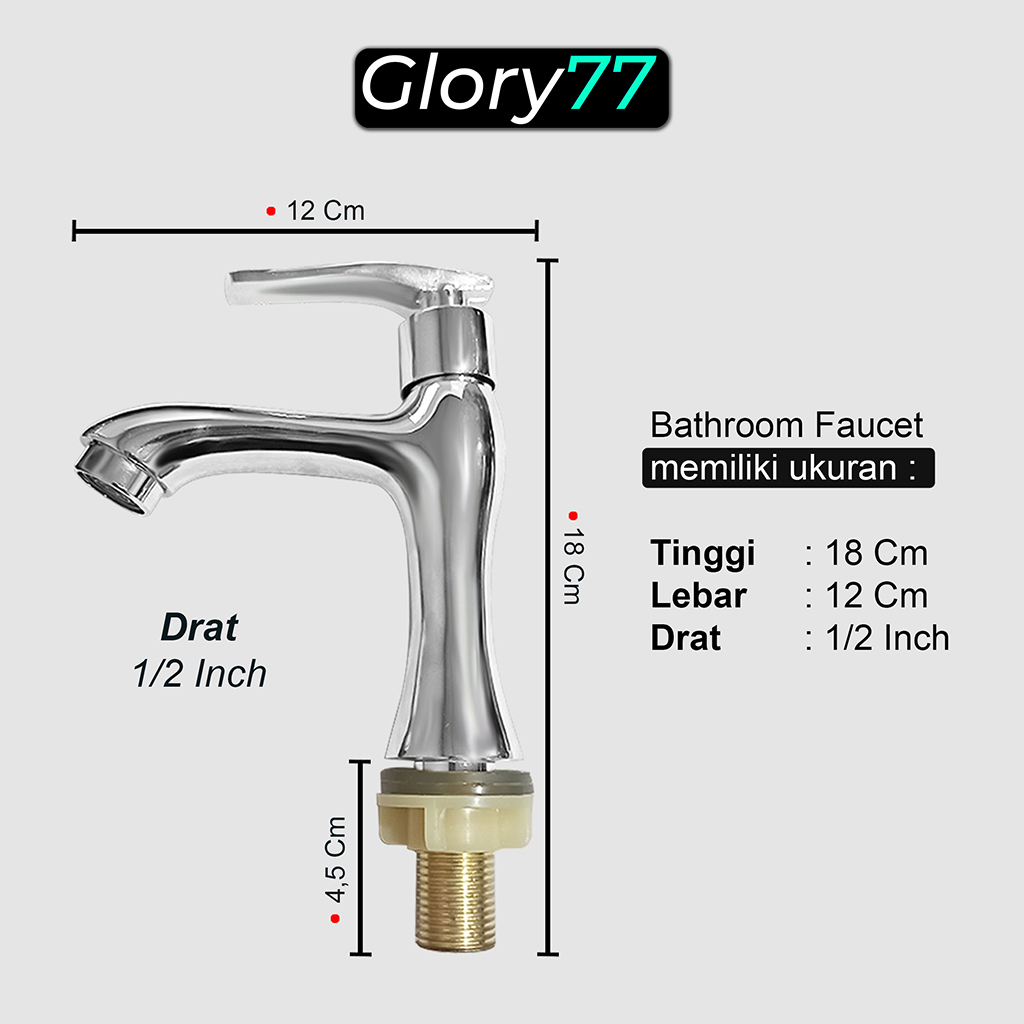 Glory77
• 12 Cm
• 18 Cm
Bathroom Faucet
memiliki ukuran :
Tinggi : 18 Cm
Lebar : 12 Cm
Drat : 1/2 Inch
Drat
1/2 Inch
• 4,5 Cm